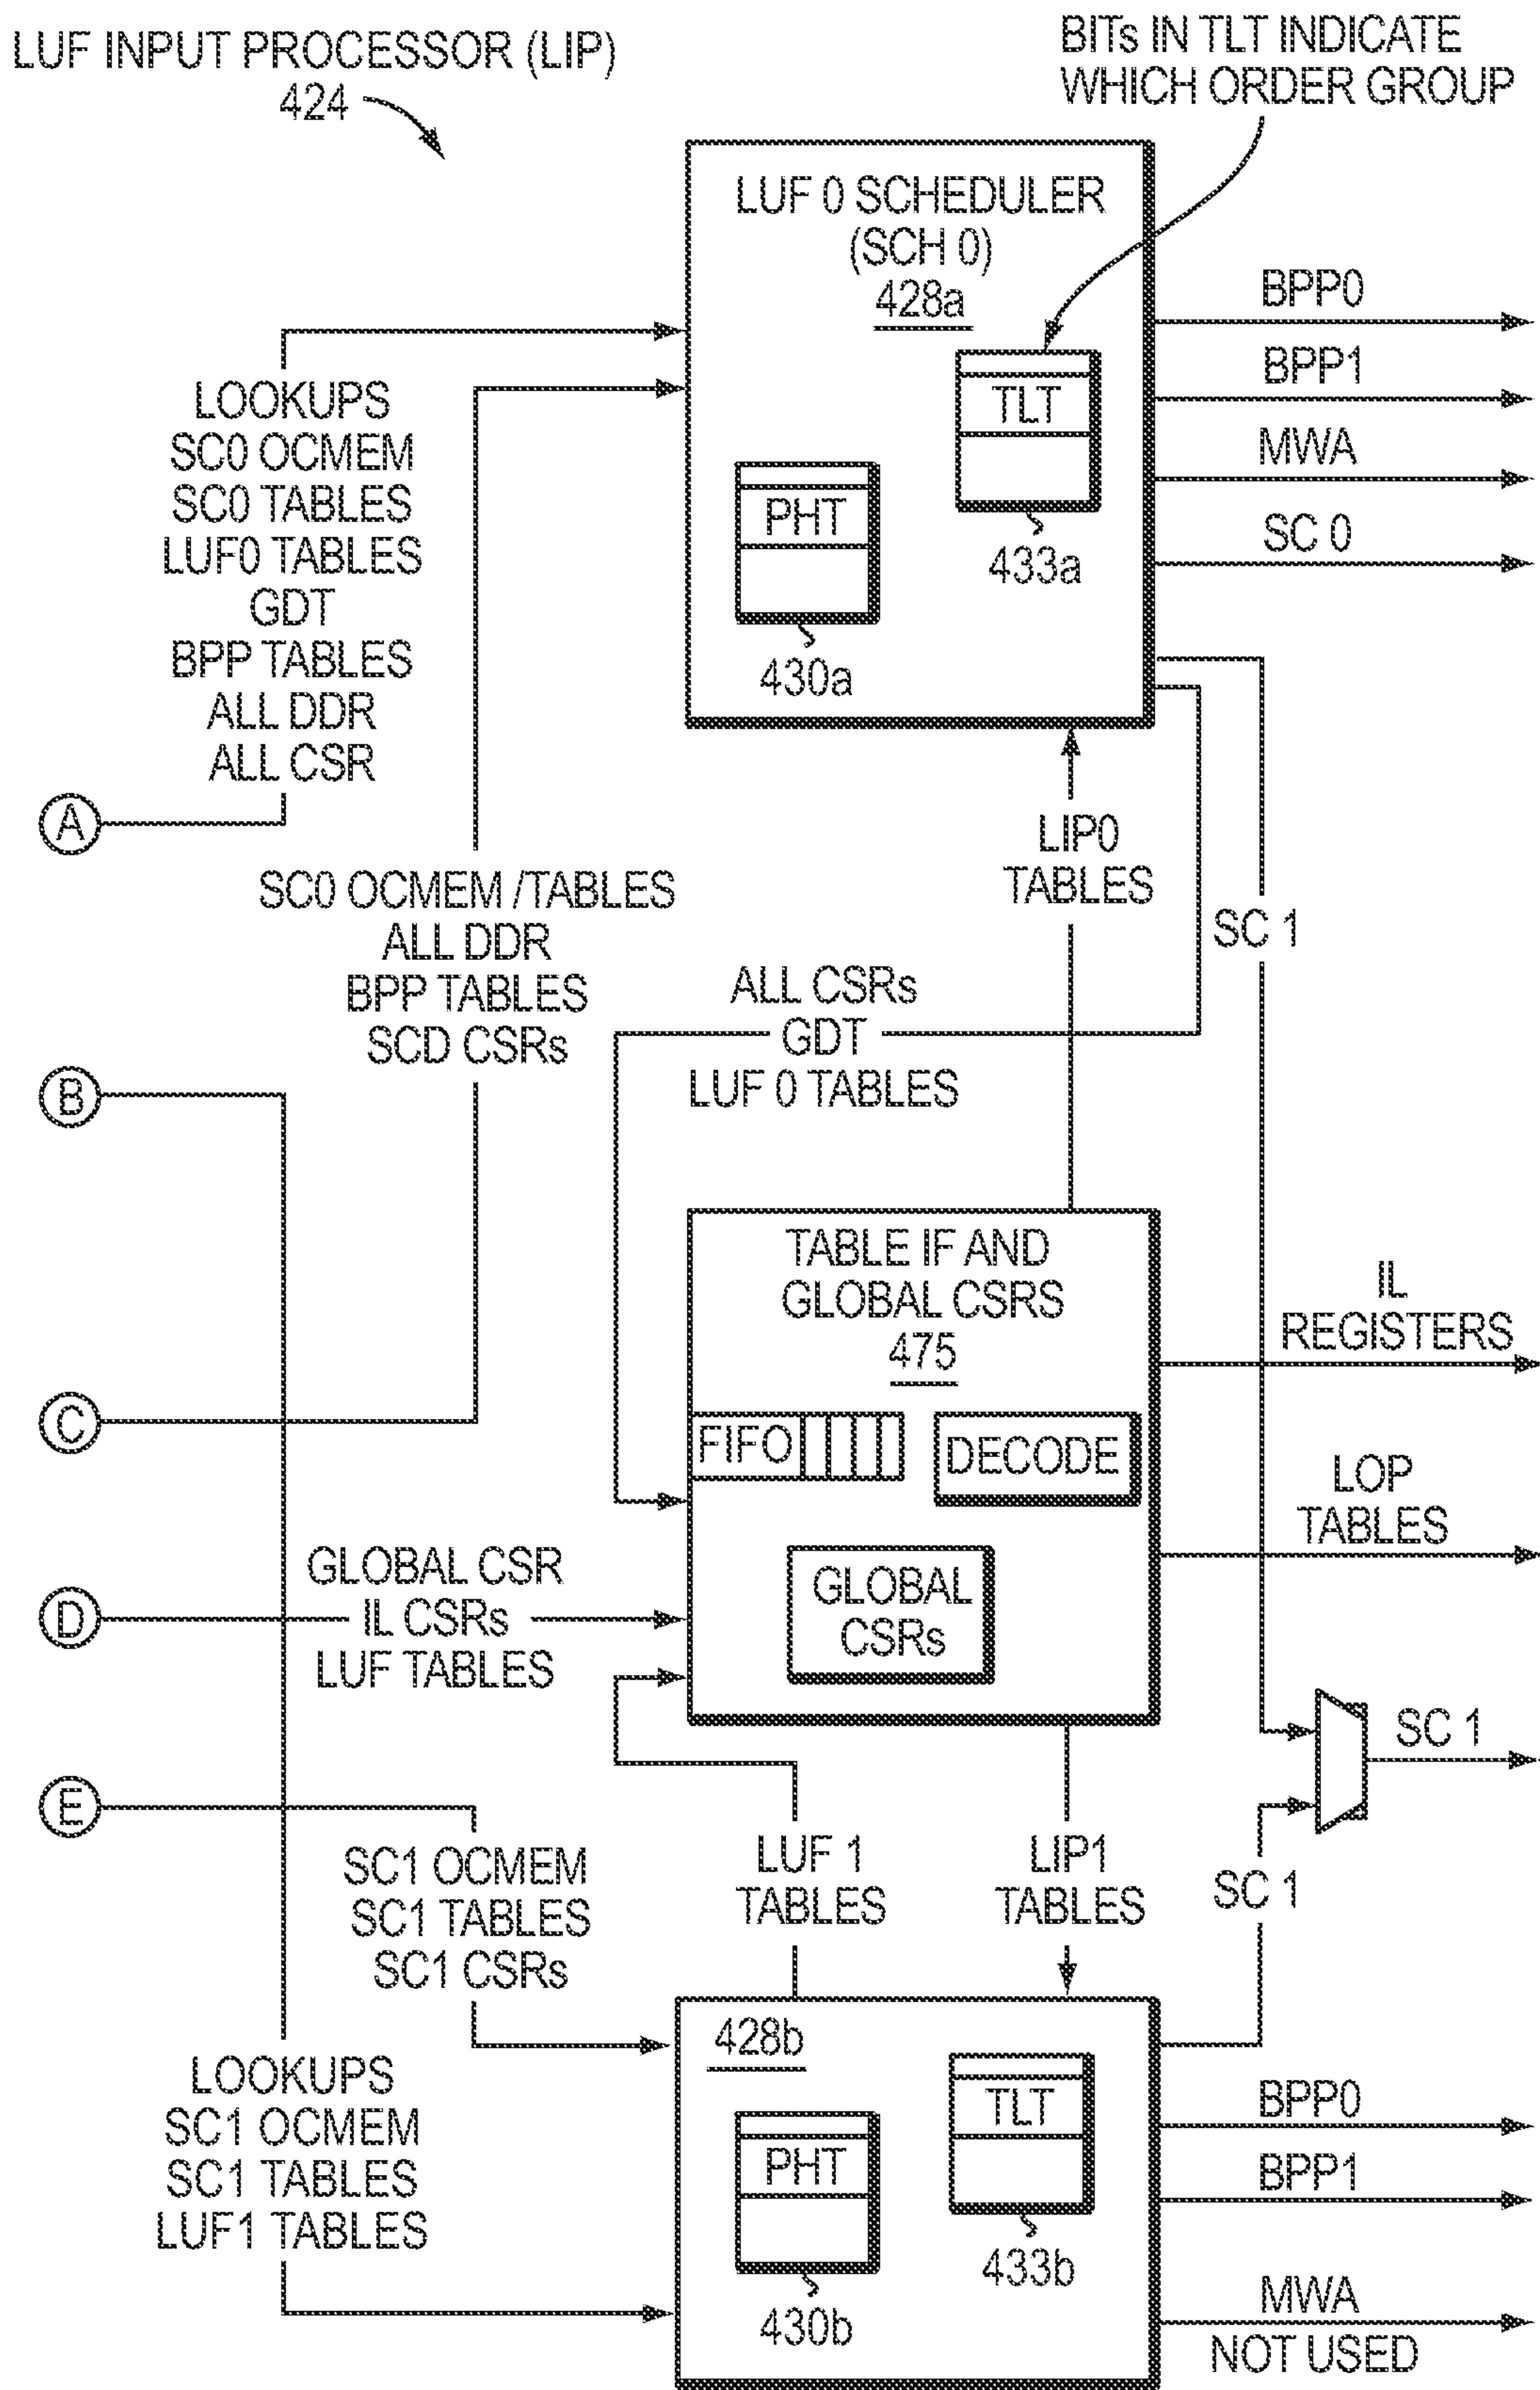 LUF INPUT PROCESSOR (LIP)
424
BITs IN TLT INDICATE
WHICH ORDER GROUP
LUF 0 SCHEDULER
(SCH 0)
428a
TLT
433a
PHT
430a
BPP0
BPP1
MWA
SC 0
LOOKUPS
SC0 OCMEM
SC0 TABLES
LUF0 TABLES
GDT
BPP TABLES
ALL DDR
ALL CSR
A
SC0 OCMEM /TABLES
ALL DDR
BPP TABLES
SCD CSRs
LIP0
TABLES
SC 1
ALL CSRs
GDT
LUF 0 TABLES
B
TABLE IF AND
GLOBAL CSRS
475
FIFO
DECODE
GLOBAL
CSRs
IL
REGISTERS
LOP
TABLES
C
GLOBAL CSR
D
IL CSRs
LUF TABLES
SC 1
E
SC1 OCMEM
SC1 TABLES
SC1 CSRs
LUF 1
TABLES
LIP1
TABLES
SC 1
428b
TLT
433b
PHT
430b
LOOKUPS
SC1 OCMEM
SC1 TABLES
LUF1 TABLES
BPP0
BPP1
MWA
NOT USED